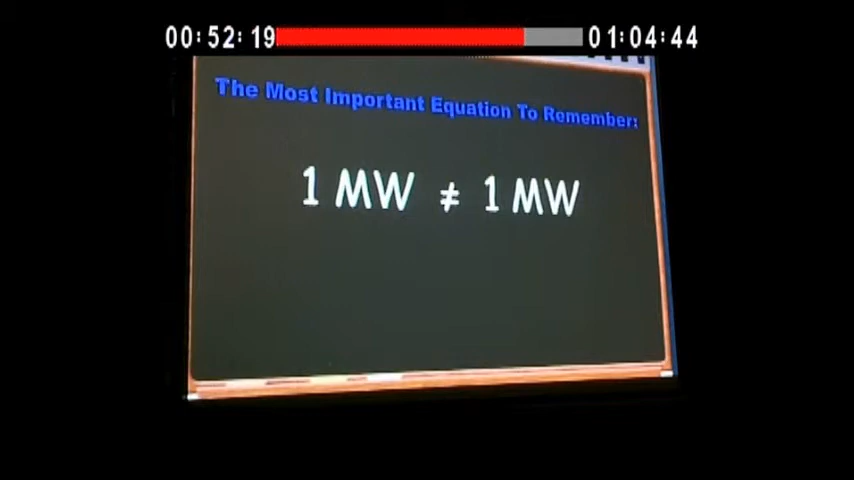 00:52:19 01:04:44
The Most Important Equation To Remember:
1 MW ≠ 1 MW